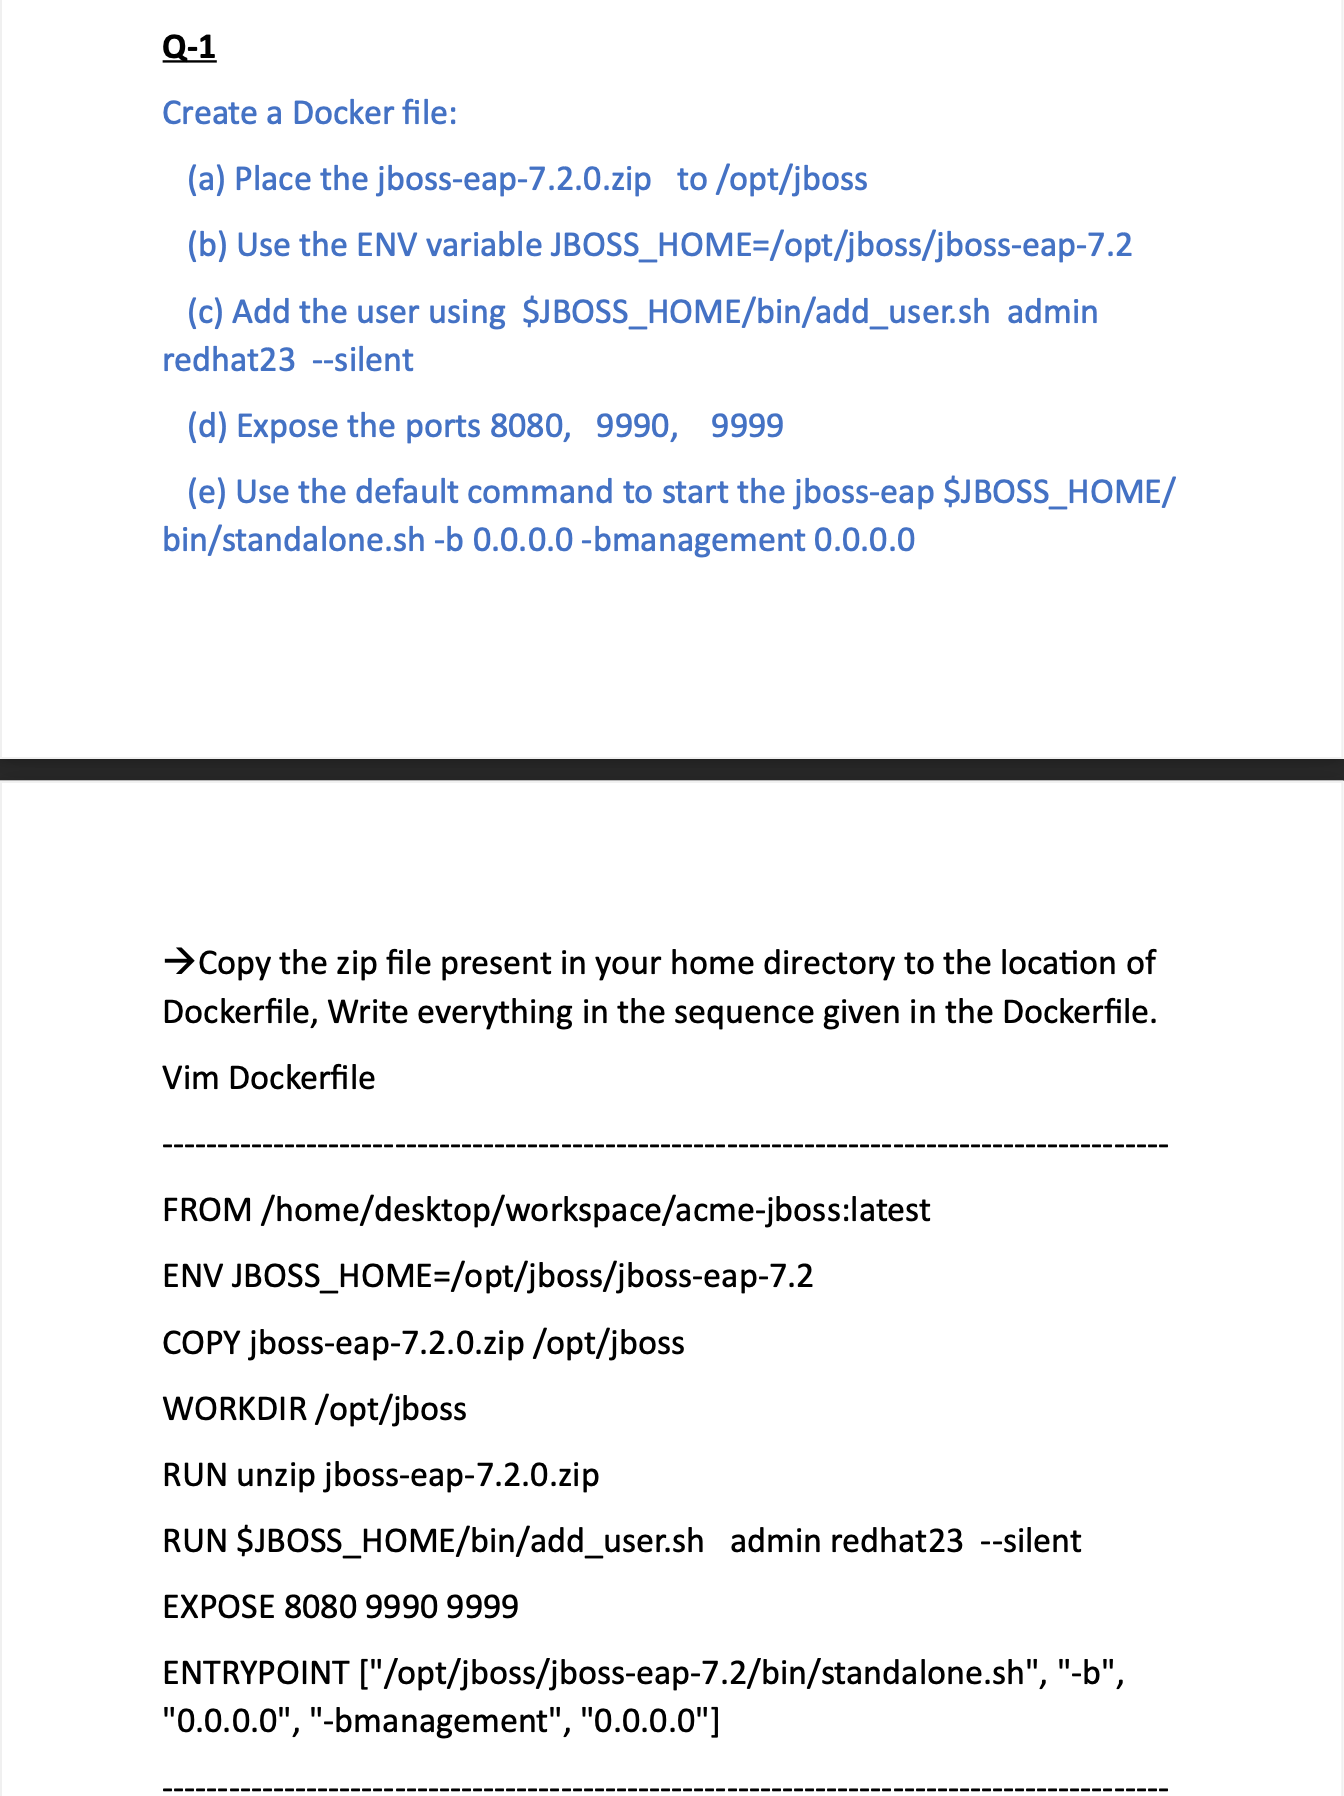 Q-1
Create a Docker file:
(a) Place the jboss-eap-7.2.0.zip   to /opt/jboss
(b) Use the ENV variable JBOSS_HOME=/opt/jboss/jboss-eap-7.2
(c) Add the user using  $JBOSS_HOME/bin/add_user.sh  admin
redhat23  --silent
(d) Expose the ports 8080,   9990,    9999
(e) Use the default command to start the jboss-eap $JBOSS_HOME/
bin/standalone.sh -b 0.0.0.0 -bmanagement 0.0.0.0
→Copy the zip file present in your home directory to the location of
Dockerfile, Write everything in the sequence given in the Dockerfile.
Vim Dockerfile
-------------------------------------------------------------------------------------------
FROM /home/desktop/workspace/acme-jboss:latest
ENV JBOSS_HOME=/opt/jboss/jboss-eap-7.2
COPY jboss-eap-7.2.0.zip /opt/jboss
WORKDIR /opt/jboss
RUN unzip jboss-eap-7.2.0.zip
RUN $JBOSS_HOME/bin/add_user.sh   admin redhat23  --silent
EXPOSE 8080 9990 9999
ENTRYPOINT ["/opt/jboss/jboss-eap-7.2/bin/standalone.sh", "-b",
"0.0.0.0", "-bmanagement", "0.0.0.0"]
-------------------------------------------------------------------------------------------